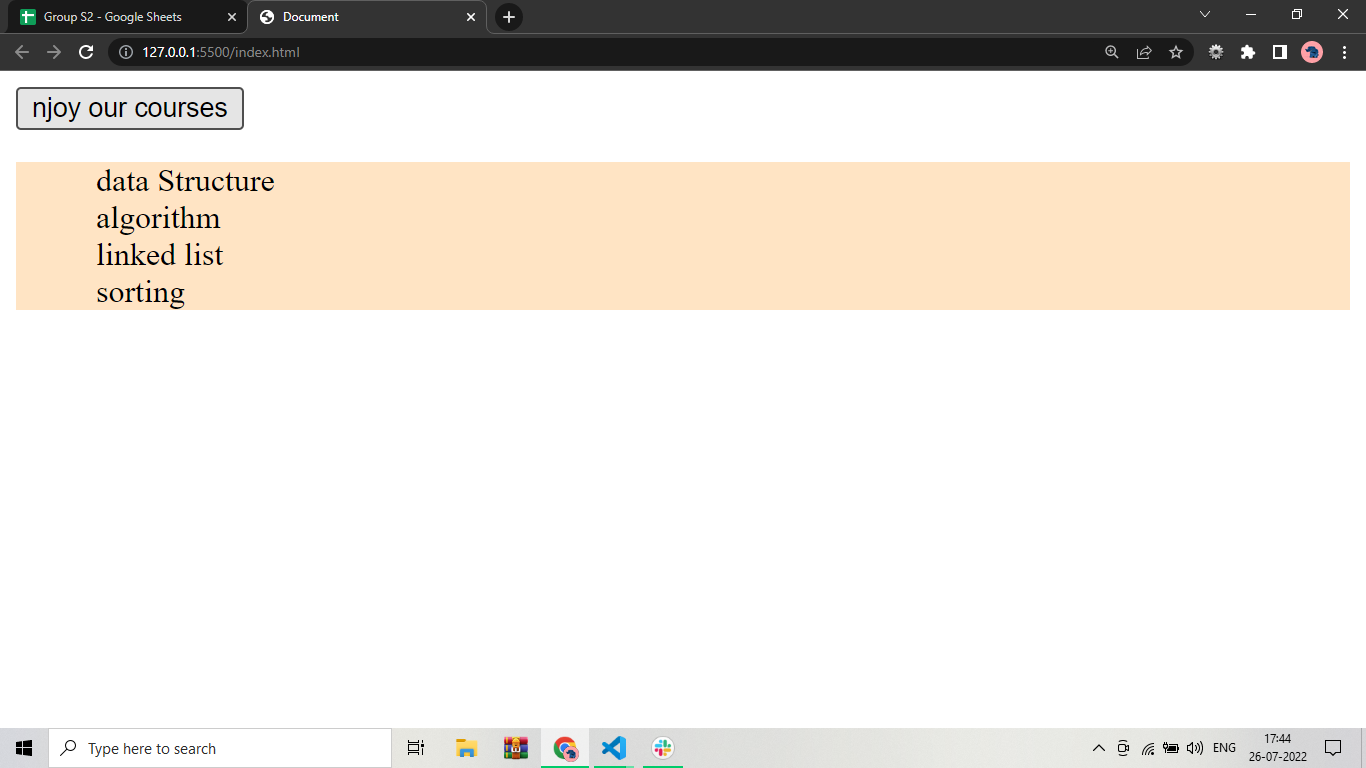 Group S2 - Google Sheets
Document
127.0.0.1:5500/index.html
njoy our courses
data Structure
algorithm
linked list
sorting
Type here to search
ENG
17:44
26-07-2022